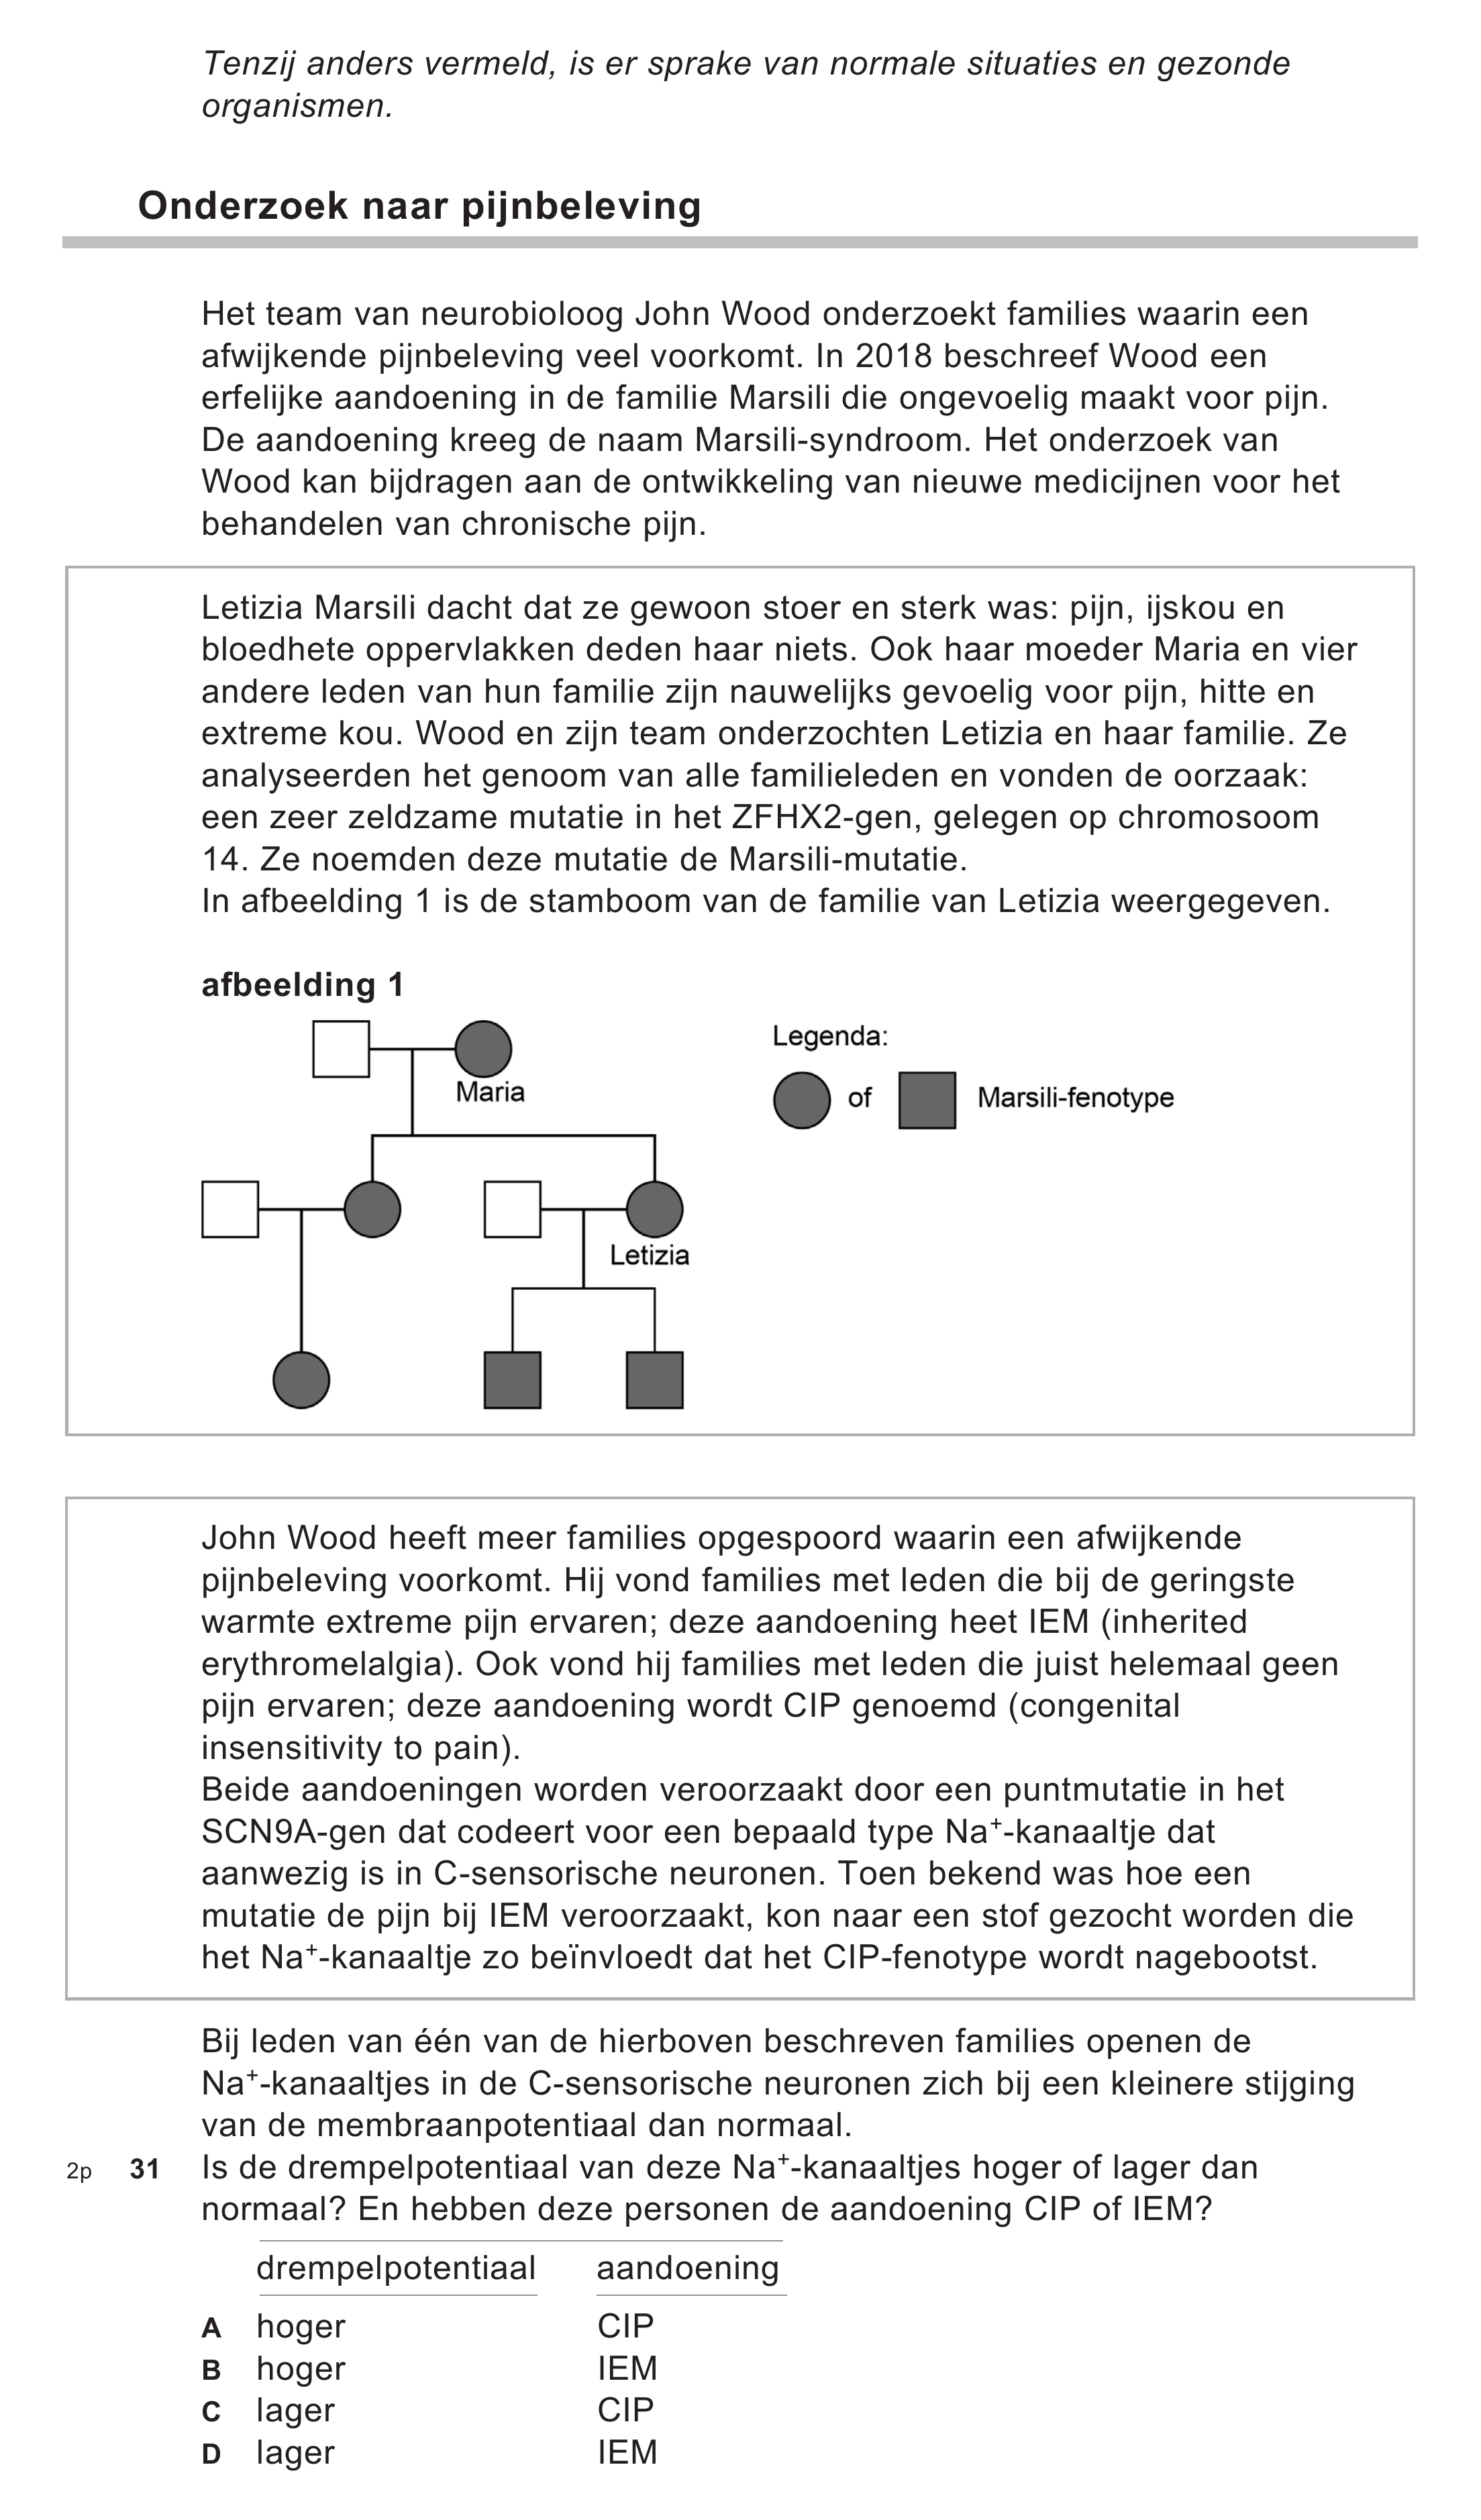 Tenzij anders vermeld, is er sprake van normale situaties en gezonde
organismen.
Onderzoek naar pijnbeleving
Het team van neurobioloog John Wood onderzoekt families waarin een
afwijkende pijnbeleving veel voorkomt. In 2018 beschreef Wood een
erfelijke aandoening in de familie Marsili die ongevoelig maakt voor pijn.
De aandoening kreeg de naam Marsili-syndroom. Het onderzoek van
Wood kan bijdragen aan de ontwikkeling van nieuwe medicijnen voor het
behandelen van chronische pijn.
Letizia Marsili dacht dat ze gewoon stoer en sterk was: pijn, ijskou en
bloedhete oppervlakken deden haar niets. Ook haar moeder Maria en vier
andere leden van hun familie zijn nauwelijks gevoelig voor pijn, hitte en
extreme kou. Wood en zijn team onderzochten Letizia en haar familie. Ze
analyseerden het genoom van alle familieleden en vonden de oorzaak:
een zeer zeldzame mutatie in het ZFHX2-gen, gelegen op chromosoom
14. Ze noemden deze mutatie de Marsili-mutatie.
In afbeelding 1 is de stamboom van de familie van Letizia weergegeven.
afbeelding 1
Maria
Letizia
Legenda:
of Marsili-fenotype
John Wood heeft meer families opgespoord waarin een afwijkende
pijnbeleving voorkomt. Hij vond families met leden die bij de geringste
warmte extreme pijn ervaren; deze aandoening heet IEM (inherited
erythromelalgia). Ook vond hij families met leden die juist helemaal geen
pijn ervaren; deze aandoening wordt CIP genoemd (congenital
insensitivity to pain).
Beide aandoeningen worden veroorzaakt door een puntmutatie in het
SCN9A-gen dat codeert voor een bepaald type Na⁺-kanaaltje dat
aanwezig is in C-sensorische neuronen. Toen bekend was hoe een
mutatie de pijn bij IEM veroorzaakt, kon naar een stof gezocht worden die
het Na⁺-kanaaltje zo beïnvloedt dat het CIP-fenotype wordt nagebootst.
Bij leden van één van de hierboven beschreven families openen de
Na⁺-kanaaltjes in de C-sensorische neuronen zich bij een kleinere stijging
van de membraanpotentiaal dan normaal.
2p 31 Is de drempelpotentiaal van deze Na⁺-kanaaltjes hoger of lager dan
normaal? En hebben deze personen de aandoening CIP of IEM?
drempelpotentiaal aandoening
A hoger CIP
B hoger IEM
C lager CIP
D lager IEM